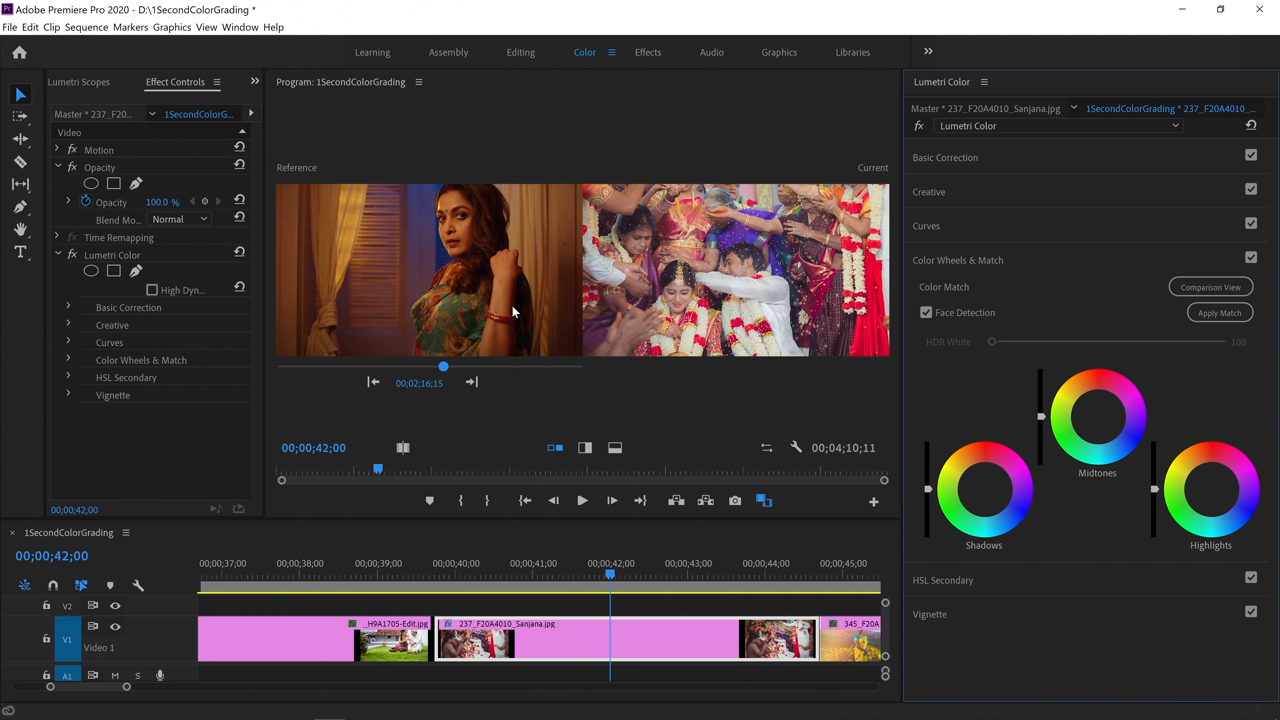 Adobe Premiere Pro 2020 - D:\1SecondColorGrading *
File Edit Clip Sequence Markers Graphics View Window Help
Learning Assembly Editing Color Effects Audio Graphics Libraries
Lumetri Scopes Effect Controls
Master * 237_F20... 1SecondColorG...
Video
fx Motion
fx Opacity
Opacity 100.0 %
Blend Mo... Normal
fx Time Remapping
fx Lumetri Color
High Dyn...
Basic Correction
Creative
Curves
Color Wheels & Match
HSL Secondary
Vignette
00;00;42;00
Program: 1SecondColorGrading
Reference Current
00;02;16;15
00;00;42;00 00;04;10;11
Lumetri Color
Master * 237_F20A4010_Sanjana.jpg 1SecondColorGrading * 237_F20A4010_...
fx Lumetri Color
Basic Correction
Creative
Curves
Color Wheels & Match
Color Match Comparison View
Face Detection Apply Match
HDR White 100
Midtones
Shadows Highlights
HSL Secondary
Vignette
1SecondColorGrading
00;00;42;00
00;00;37;00 00;00;38;00 00;00;39;00 00;00;40;00 00;00;41;00 00;00;42;00 00;00;43;00 00;00;44;00 00;00;45;00
V2
V1 Video 1
fx _H9A1705-Edit.jpg fx 237_F20A4010_Sanjana.jpg fx 345_F20A
A1 M S